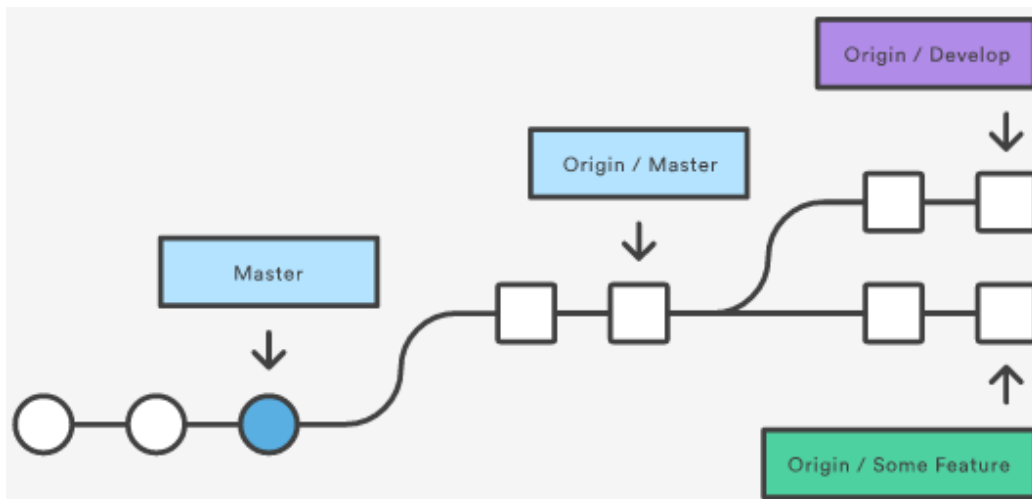 Origin / Develop
Origin / Master
Master
Origin / Some Feature